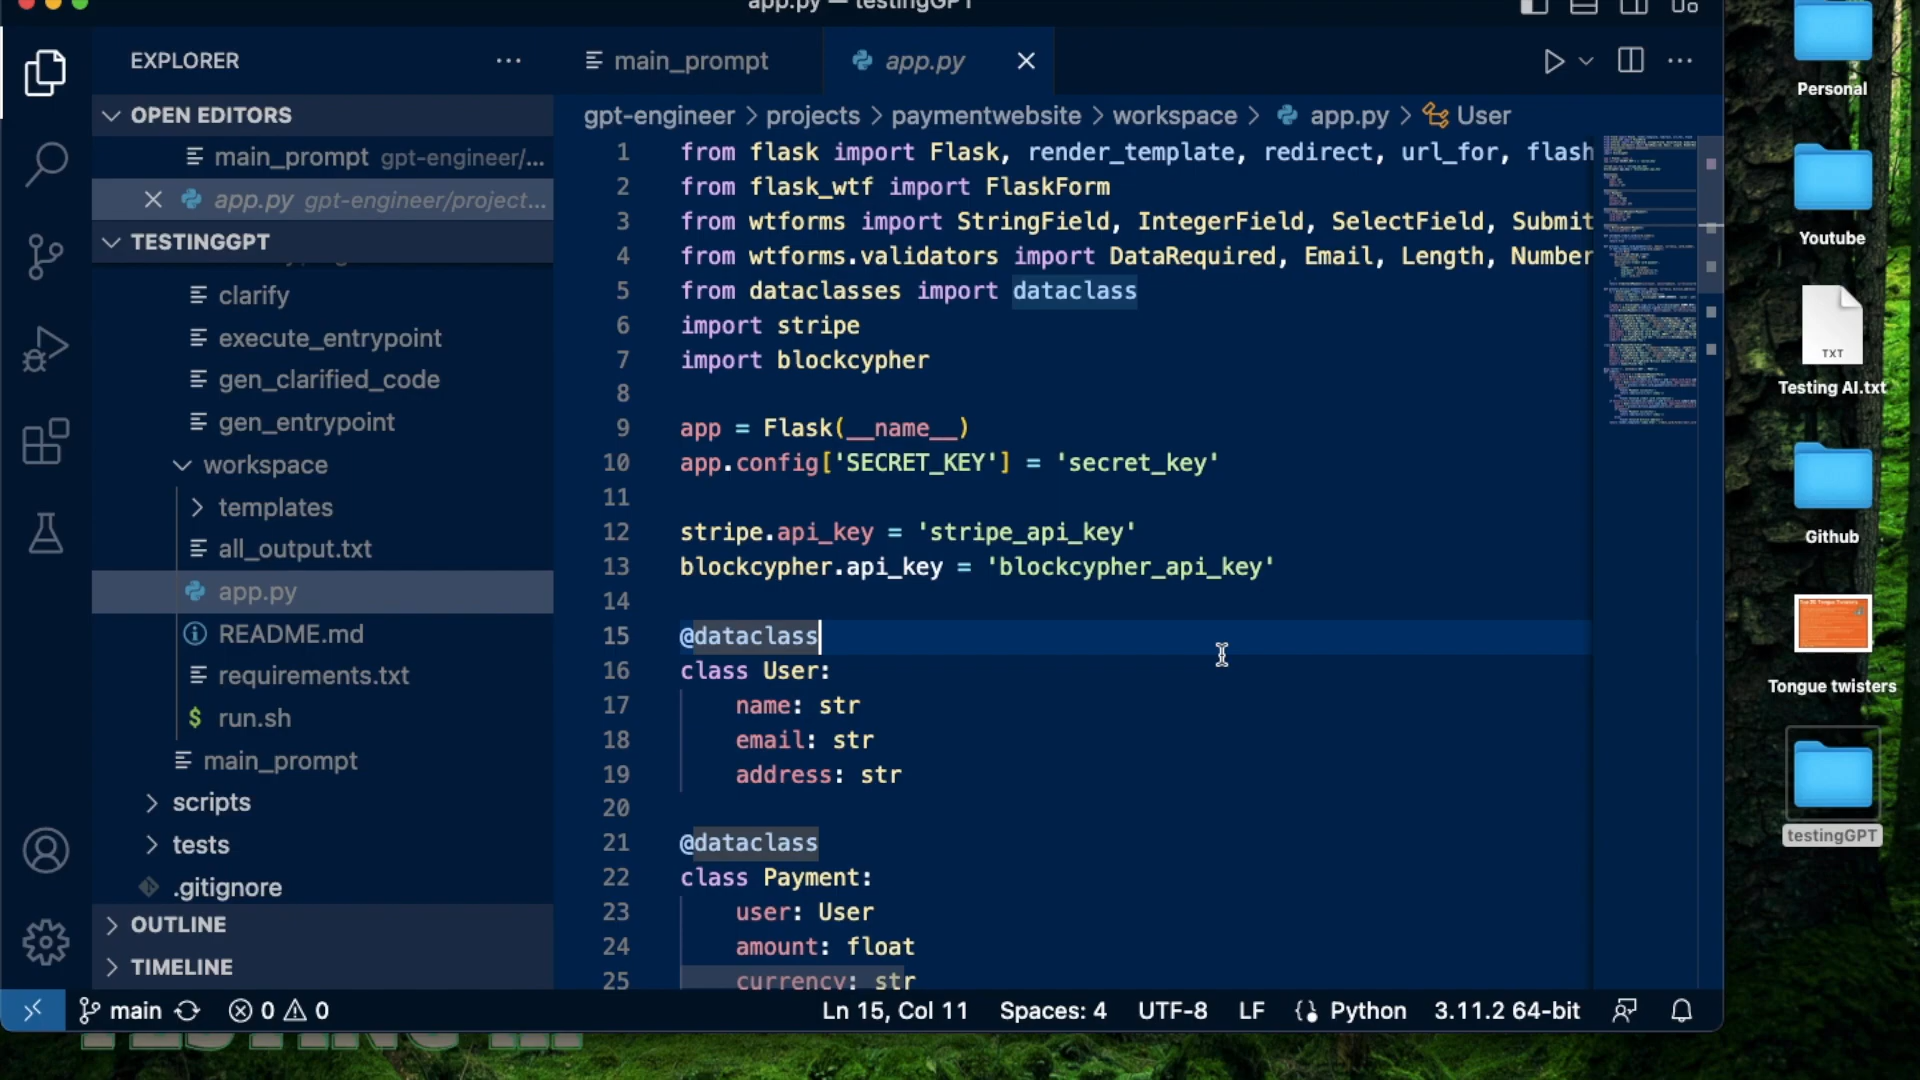 app.py — testingGPT
EXPLORER
OPEN EDITORS
main_prompt gpt-engineer/...
app.py gpt-engineer/project...
TESTINGGPT
clarify
execute_entrypoint
gen_clarified_code
gen_entrypoint
workspace
templates
all_output.txt
app.py
README.md
requirements.txt
run.sh
main_prompt
scripts
tests
.gitignore
OUTLINE
TIMELINE
main_prompt
app.py
gpt-engineer > projects > paymentwebsite > workspace > app.py > User
1 from flask import Flask, render_template, redirect, url_for, flash
2 from flask_wtf import FlaskForm
3 from wtforms import StringField, IntegerField, SelectField, Submit
4 from wtforms.validators import DataRequired, Email, Length, Number
5 from dataclasses import dataclass
6 import stripe
7 import blockcypher
8
9 app = Flask(__name__)
10 app.config['SECRET_KEY'] = 'secret_key'
11
12 stripe.api_key = 'stripe_api_key'
13 blockcypher.api_key = 'blockcypher_api_key'
14
15 @dataclass
16 class User:
17 name: str
18 email: str
19 address: str
20
21 @dataclass
22 class Payment:
23 user: User
24 amount: float
25 currency: str
main 0 0 Ln 15, Col 11 Spaces: 4 UTF-8 LF Python 3.11.2 64-bit
Personal
Youtube
TXT
Testing AI.txt
Github
Tongue twisters
testingGPT